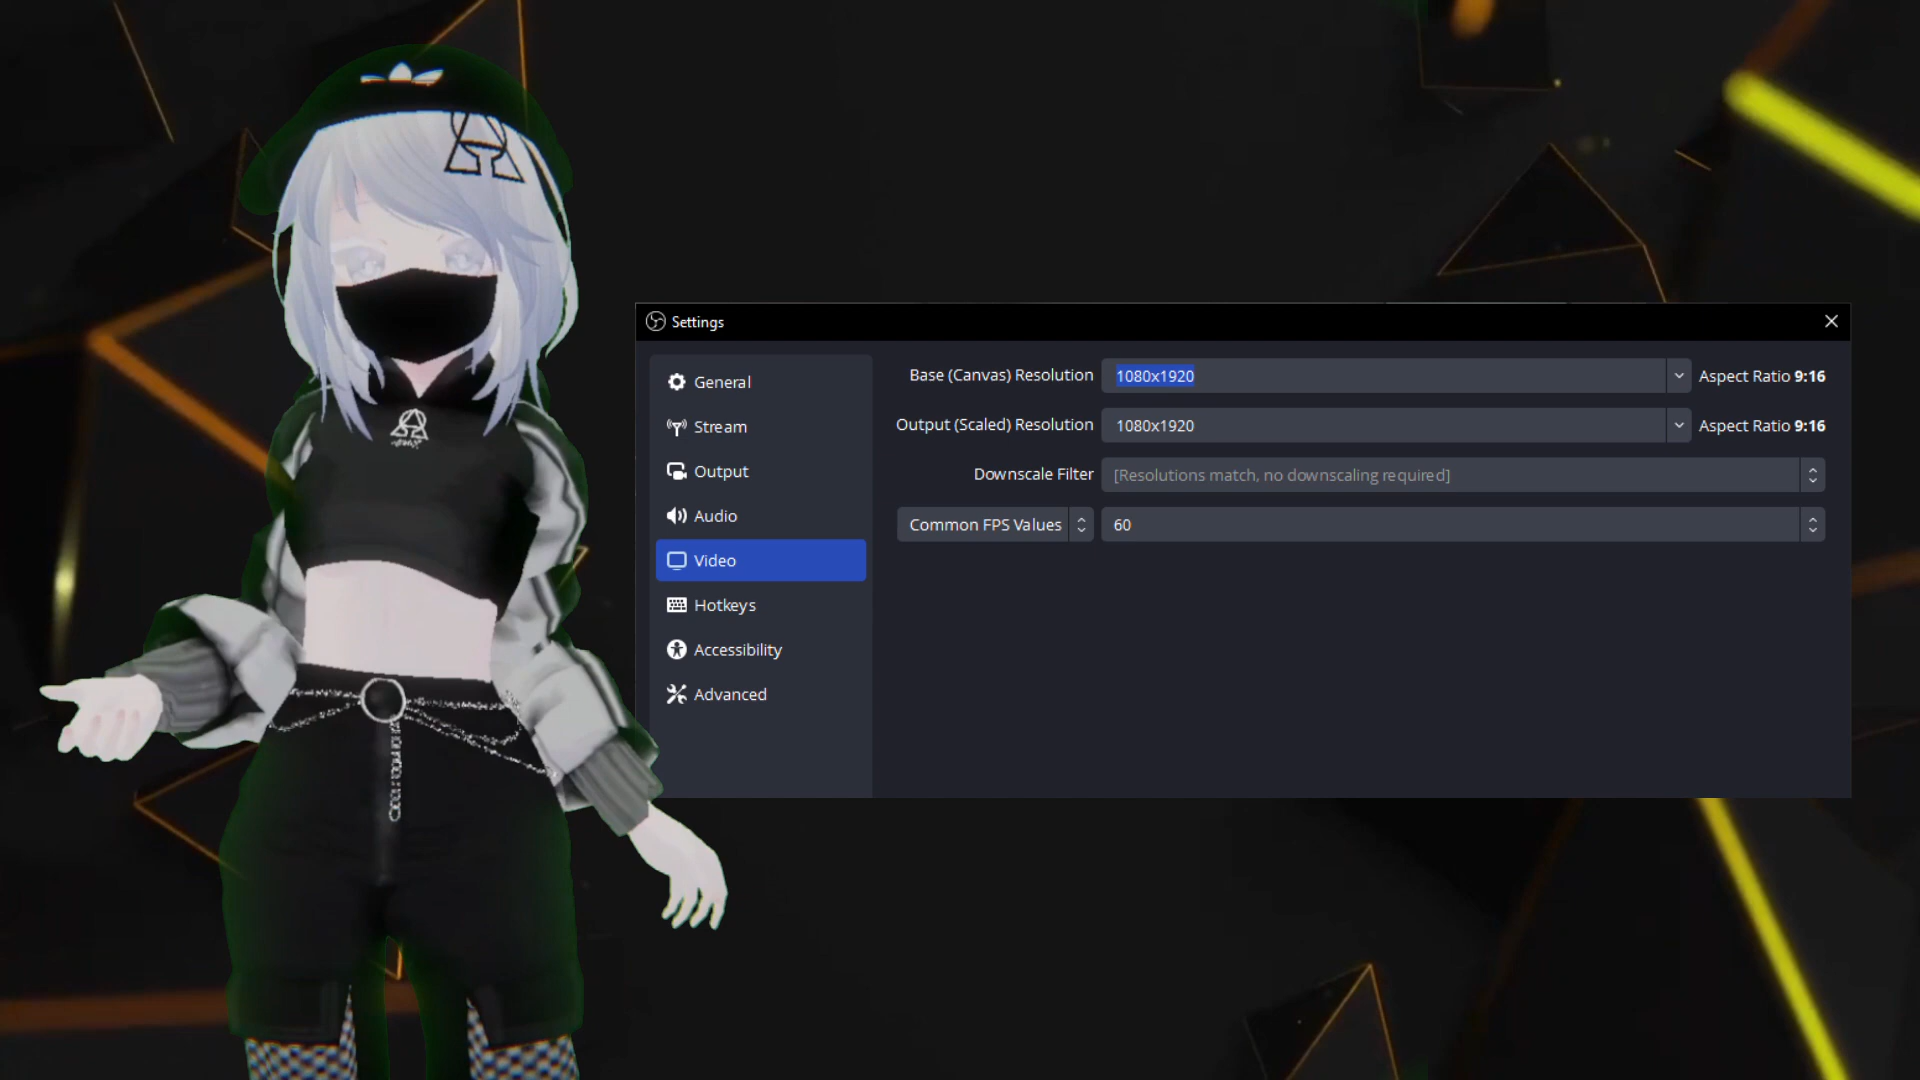 Settings
General
Stream
Output
Audio
Video
Hotkeys
Accessibility
Advanced
Base (Canvas) Resolution 1080x1920 Aspect Ratio 9:16
Output (Scaled) Resolution 1080x1920 Aspect Ratio 9:16
Downscale Filter [Resolutions match, no downscaling required]
Common FPS Values 60